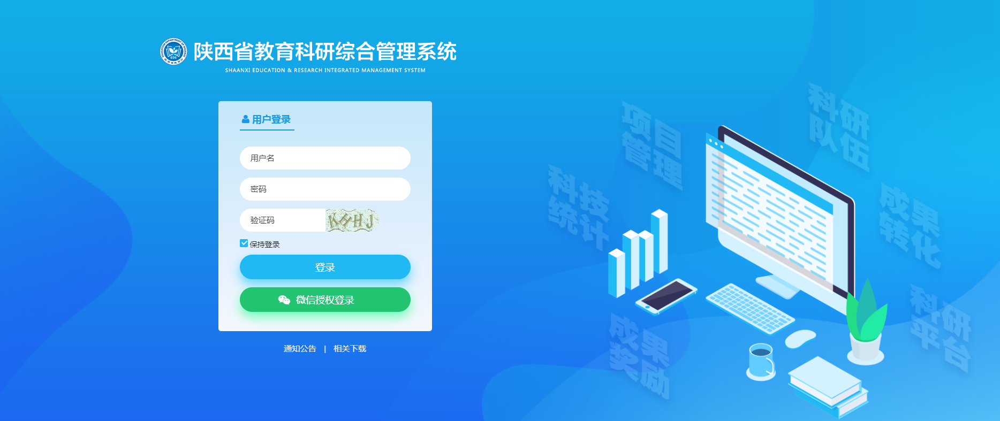 陕西省教育科研综合管理系统
SHAANXI EDUCATION & RESEARCH INTEGRATED MANAGEMENT SYSTEM
用户登录
用户名
密码
验证码
KYHJ
保持登录
登录
微信授权登录
通知公告 | 相关下载
项目
管理
科研
队伍
科技
统计
成果
转化
成果
奖励
科研
平台